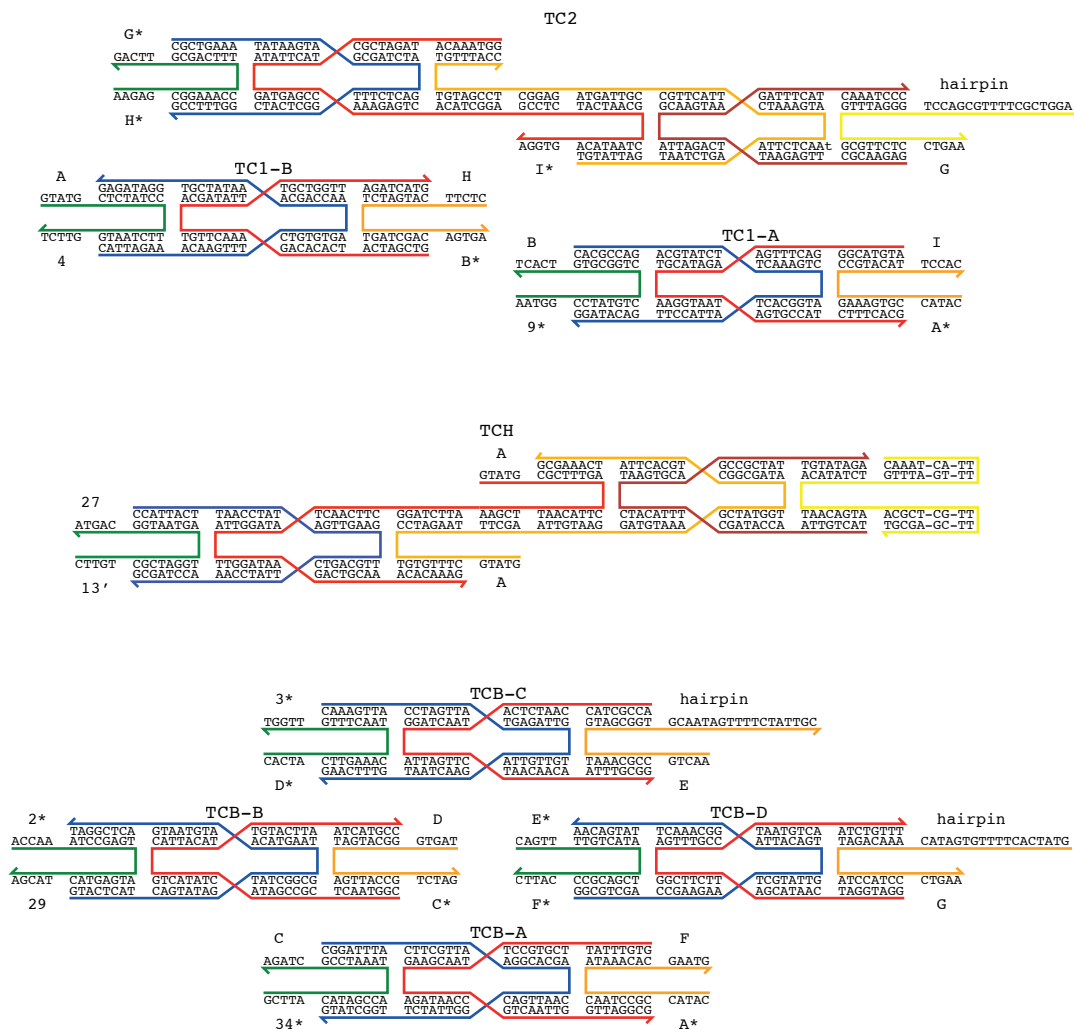 TC2
G*
CGCTGAAA TATAAGTA CGCTAGAT ACAAATGG
GACTT GCGACTTT ATATTCAT GCGATCTA TGTTTACC
AAGAG CGGAAACC GATGAGCC TTTCTCAG TGTAGCCT CGGAG ATGATTGC CGTTCATT GATTTCAT CAAATCCC hairpin
GCCTTTGG CTACTCGG AAAGAGTC ACATCGGA GCCTC TACTAACG GCAAGTAA CTAAAGTA GTTTAGGG TCCAGCGTTTTCGCTGGA
H*
AGGTG ACATAATC ATTAGACT ATTCTCAAt GCGTTCTC CTGAA
TGTATTAG TAATCTGA TAAGAGTT CGCAAGAG
I* G
A TC1-B H
GAGATAGG TGCTATAA TGCTGGTT AGATCATG
GTATG CTCTATCC ACGATATT ACGACCAA TCTAGTAC TTCTC
TCTTG GTAATCTT TGTTCAAA CTGTGTGA TGATCGAC AGTGA
CATTAGAA ACAAGTTT GACACACT ACTAGCTG
4 B*
TC1-A
B I
CACGCCAG ACGTATCT AGTTTCAG GGCATGTA
TCACT GTGCGGTC TGCATAGA TCAAAGTC CCGTACAT TCCAC
AATGG CCTATGTC AAGGTAAT TCACGGTA GAAAGTGC CATAC
GGATACAG TTCCATTA AGTGCCAT CTTTCACG
9* A*
TCH
A
GCGAAACT ATTCACGT GCCGCTAT TGTATAGA CAAAT-CA-TT
GTATG CGCTTTGA TAAGTGCA CGGCGATA ACATATCT GTTTA-GT-TT
27
CCATTACT TAACCTAT TCAACTTC GGATCTTA AAGCT TAACATTC CTACATTT GCTATGGT TAACAGTA ACGCT-CG-TT
ATGAC GGTAATGA ATTGGATA AGTTGAAG CCTAGAAT TTCGA ATTGTAAG GATGTAAA CGATACCA ATTGTCAT TGCGA-GC-TT
CTTGT CGCTAGGT TTGGATAA CTGACGTT TGTGTTTC GTATG
GCGATCCA AACCTATT GACTGCAA ACACAAAG
13' A
3* TCB-C hairpin
CAAAGTTA CCTAGTTA ACTCTAAC CATCGCCA
TGGTT GTTTCAAT GGATCAAT TGAGATTG GTAGCGGT GCAATAGTTTTCTATTGC
CACTA CTTGAAAC ATTAGTTC ATTGTTGT TAAACGCC GTCAA
GAACTTTG TAATCAAG TAACAACA ATTTGCGG
D* E
2* TCB-B D
TAGGCTCA GTAATGTA TGTACTTA ATCATGCC
ACCAA ATCCGAGT CATTACAT ACATGAAT TAGTACGG GTGAT
AGCAT CATGAGTA GTCATATC TATCGGCG AGTTACCG TCTAG
GTACTCAT CAGTATAG ATAGCCGC TCAATGGC
29 C*
E* TCB-D hairpin
AACAGTAT TCAAACGG TAATGTCA ATCTGTTT
CAGTT TTGTCATA AGTTTGCC ATTACAGT TAGACAAA CATAGTGTTTTCACTATG
CTTAC CCGCAGCT GGCTTCTT TCGTATTG ATCCATCC CTGAA
GGCGTCGA CCGAAGAA AGCATAAC TAGGTAGG
F* G
C TCB-A F
CGGATTTA CTTCGTTA TCCGTGCT TATTTGTG
AGATC GCCTAAAT GAAGCAAT AGGCACGA ATAAACAC GAATG
GCTTA CATAGCCA AGATAACC CAGTTAAC CAATCCGC CATAC
GTATCGGT TCTATTGG GTCAATTG GTTAGGCG
34* A*